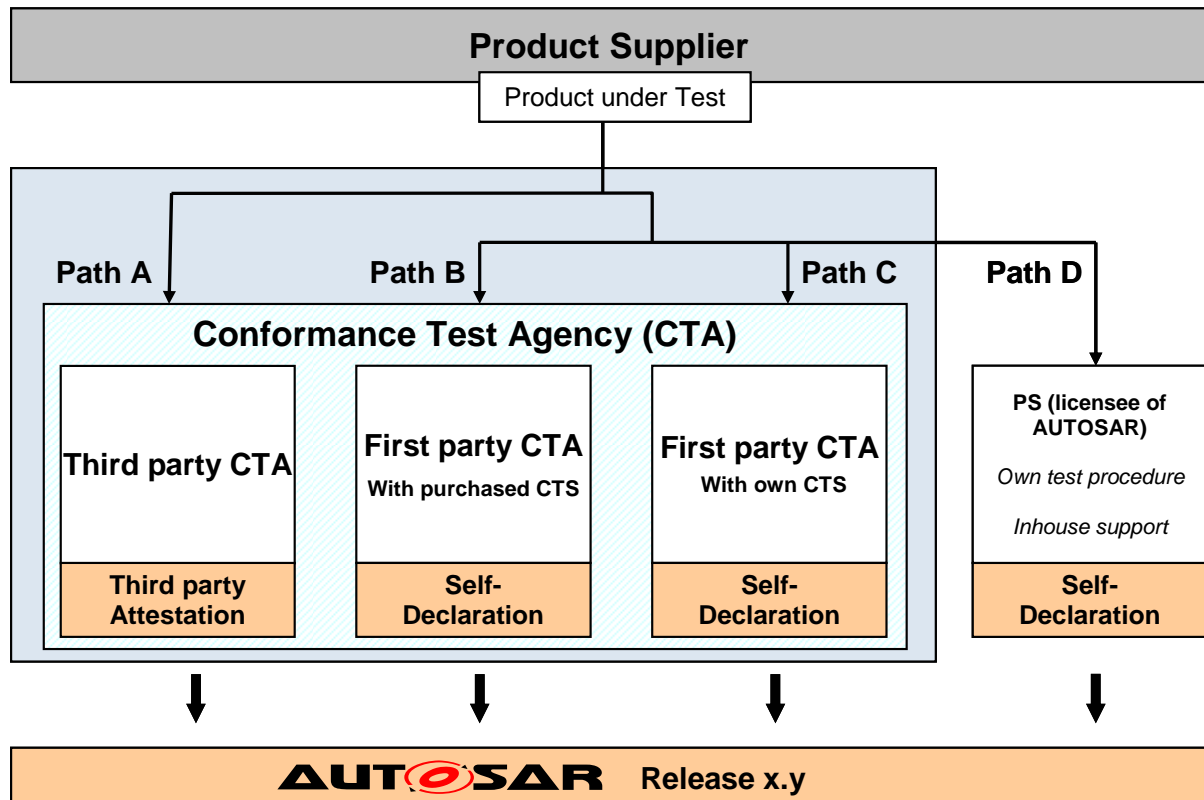 Product Supplier
Product under Test
Path A
Path B
Path C
Path D
Conformance Test Agency (CTA)
Third party CTA
First party CTA
With purchased CTS
First party CTA
With own CTS
PS (licensee of
AUTOSAR)
Own test procedure
Inhouse support
Third party
Attestation
Self-
Declaration
Self-
Declaration
Self-
Declaration
AUTOSAR Release x.y